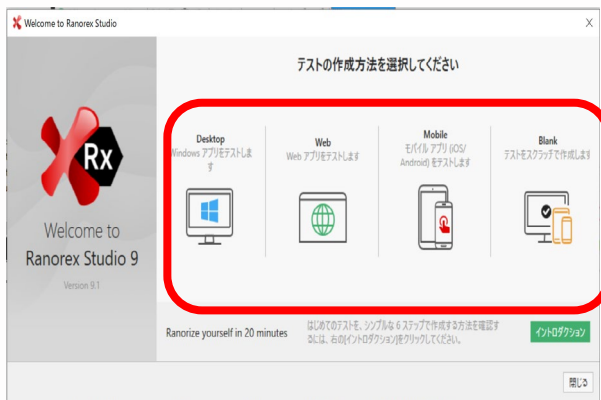 Welcome to Ranorex Studio
テストの作成方法を選択してください
Rx
Welcome to
Ranorex Studio 9
Version 9.1
Desktop
Windows アプリをテストしま
す
Web
Web アプリをテストします
Mobile
モバイル アプリ (iOS/
Android) をテストします
Blank
テストをスクラッチで作成します
Ranorize yourself in 20 minutes
はじめてのテストを、シンプルな 6 ステップで作成する方法を確認す
るには、右の[イントロダクション]をクリックしてください。
イントロダクション
閉じる